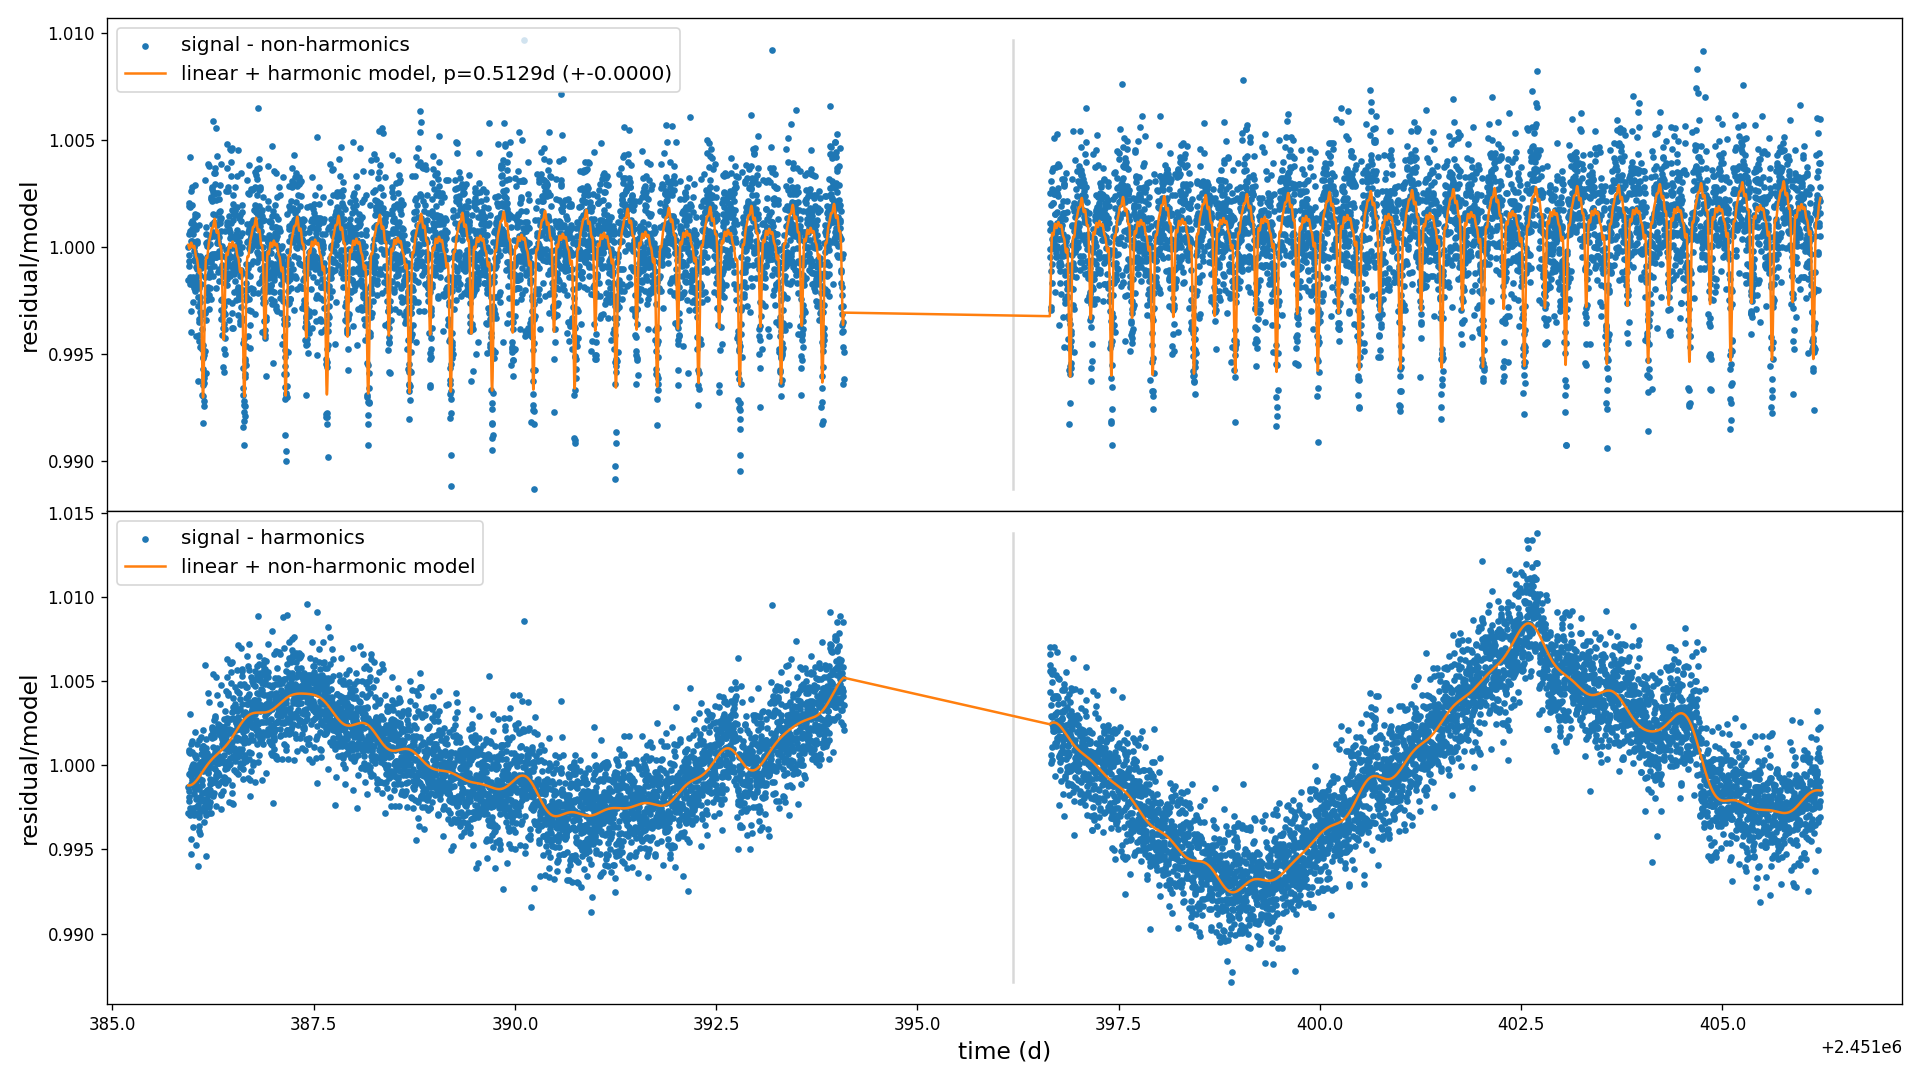 1.010
1.005
1.000
0.995
0.990
residual/model
signal - non-harmonics
linear + harmonic model, p=0.5129d (+-0.0000)
1.015
1.010
1.005
1.000
0.995
0.990
residual/model
signal - harmonics
linear + non-harmonic model
385.0 387.5 390.0 392.5 395.0 397.5 400.0 402.5 405.0
time (d)
+2.451e6